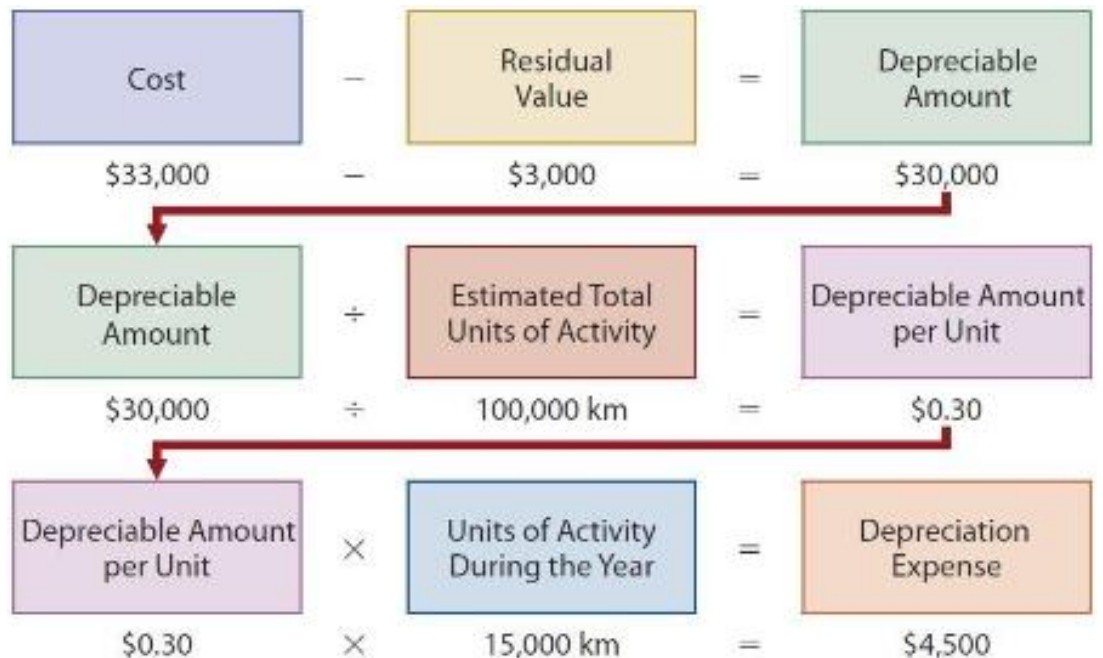 Cost − Residual Value = Depreciable Amount
$33,000 − $3,000 = $30,000
Depreciable Amount ÷ Estimated Total Units of Activity = Depreciable Amount per Unit
$30,000 ÷ 100,000 km = $0.30
Depreciable Amount per Unit × Units of Activity During the Year = Depreciation Expense
$0.30 × 15,000 km = $4,500